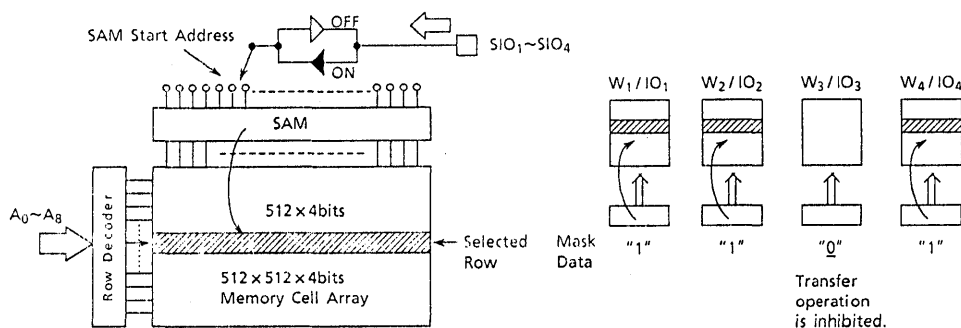 OFF
SAM Start Address
SIO₁~SIO₄
ON
SAM
512 × 4bits
A₀~A₈
Row Decoder
Selected
Row
512 × 512 × 4bits
Memory Cell Array
W₁/IO₁ W₂/IO₂ W₃/IO₃ W₄/IO₄
Mask
Data
"1" "1" "0" "1"
Transfer
operation
is inhibited.